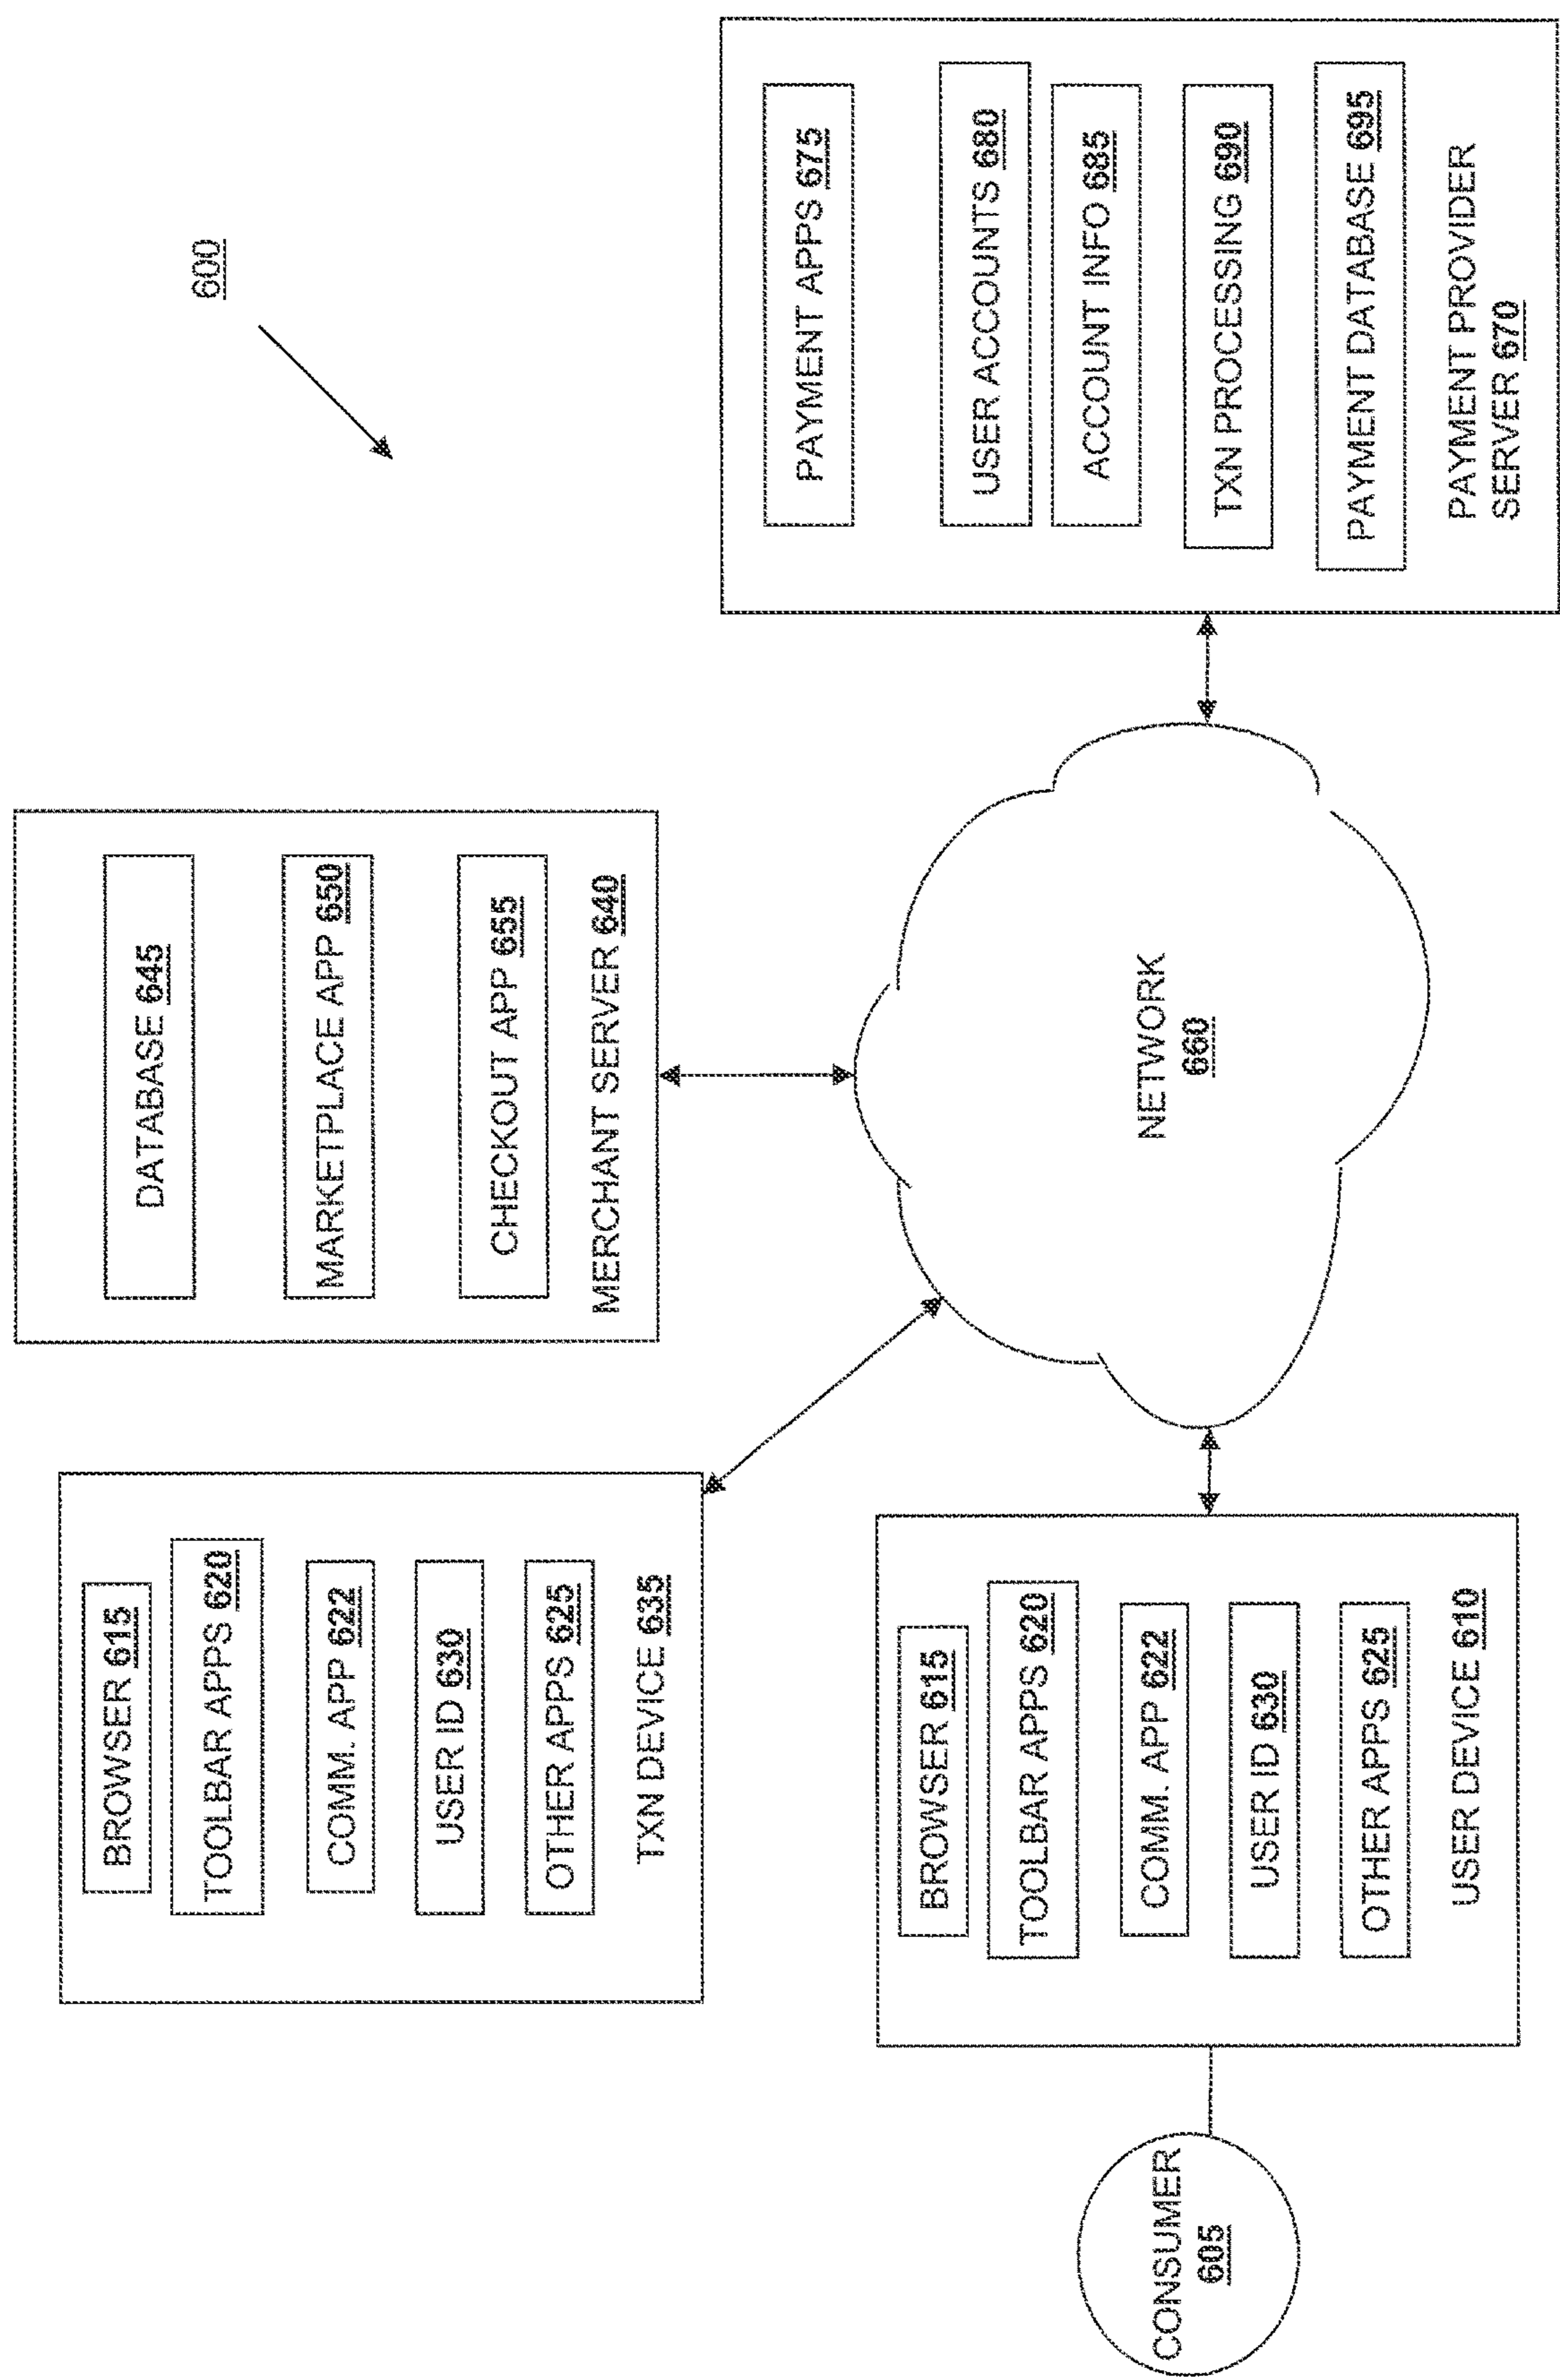 600
BROWSER 615
TOOLBAR APPS 620
COMM. APP 622
USER ID 630
OTHER APPS 625
TXN DEVICE 635
DATABASE 645
MARKETPLACE APP 650
CHECKOUT APP 655
MERCHANT SERVER 640
CONSUMER
605
BROWSER 615
TOOLBAR APPS 620
COMM. APP 622
USER ID 630
OTHER APPS 625
USER DEVICE 610
NETWORK
660
PAYMENT APPS 675
USER ACCOUNTS 680
ACCOUNT INFO 685
TXN PROCESSING 690
PAYMENT DATABASE 695
PAYMENT PROVIDER
SERVER 670